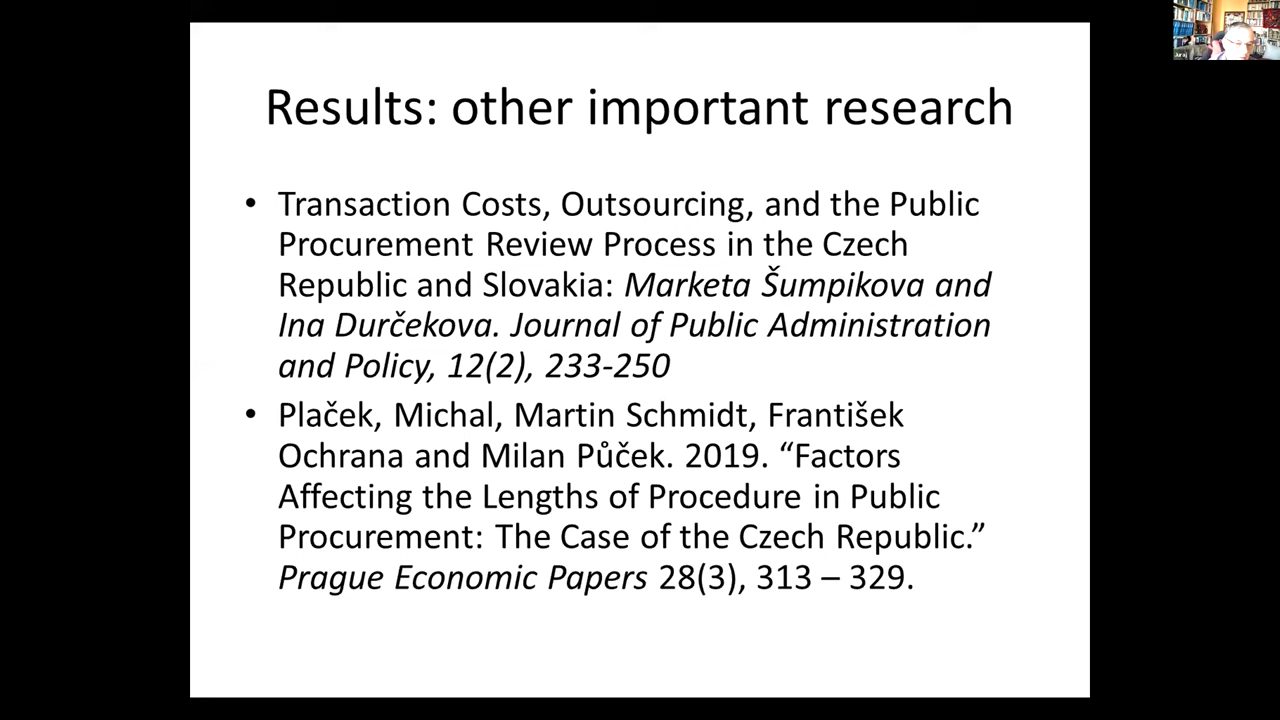 Results: other important research
• Transaction Costs, Outsourcing, and the Public
Procurement Review Process in the Czech
Republic and Slovakia: Marketa Šumpikova and
Ina Durčekova. Journal of Public Administration
and Policy, 12(2), 233-250
• Plaček, Michal, Martin Schmidt, František
Ochrana and Milan Půček. 2019. “Factors
Affecting the Lengths of Procedure in Public
Procurement: The Case of the Czech Republic.”
Prague Economic Papers 28(3), 313 – 329.
Juraj